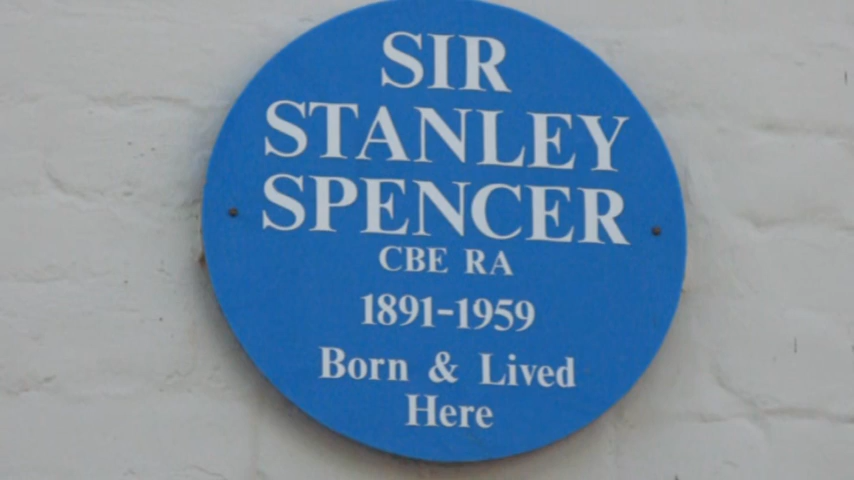 SIR
STANLEY
SPENCER
CBE RA
1891-1959
Born & Lived
Here